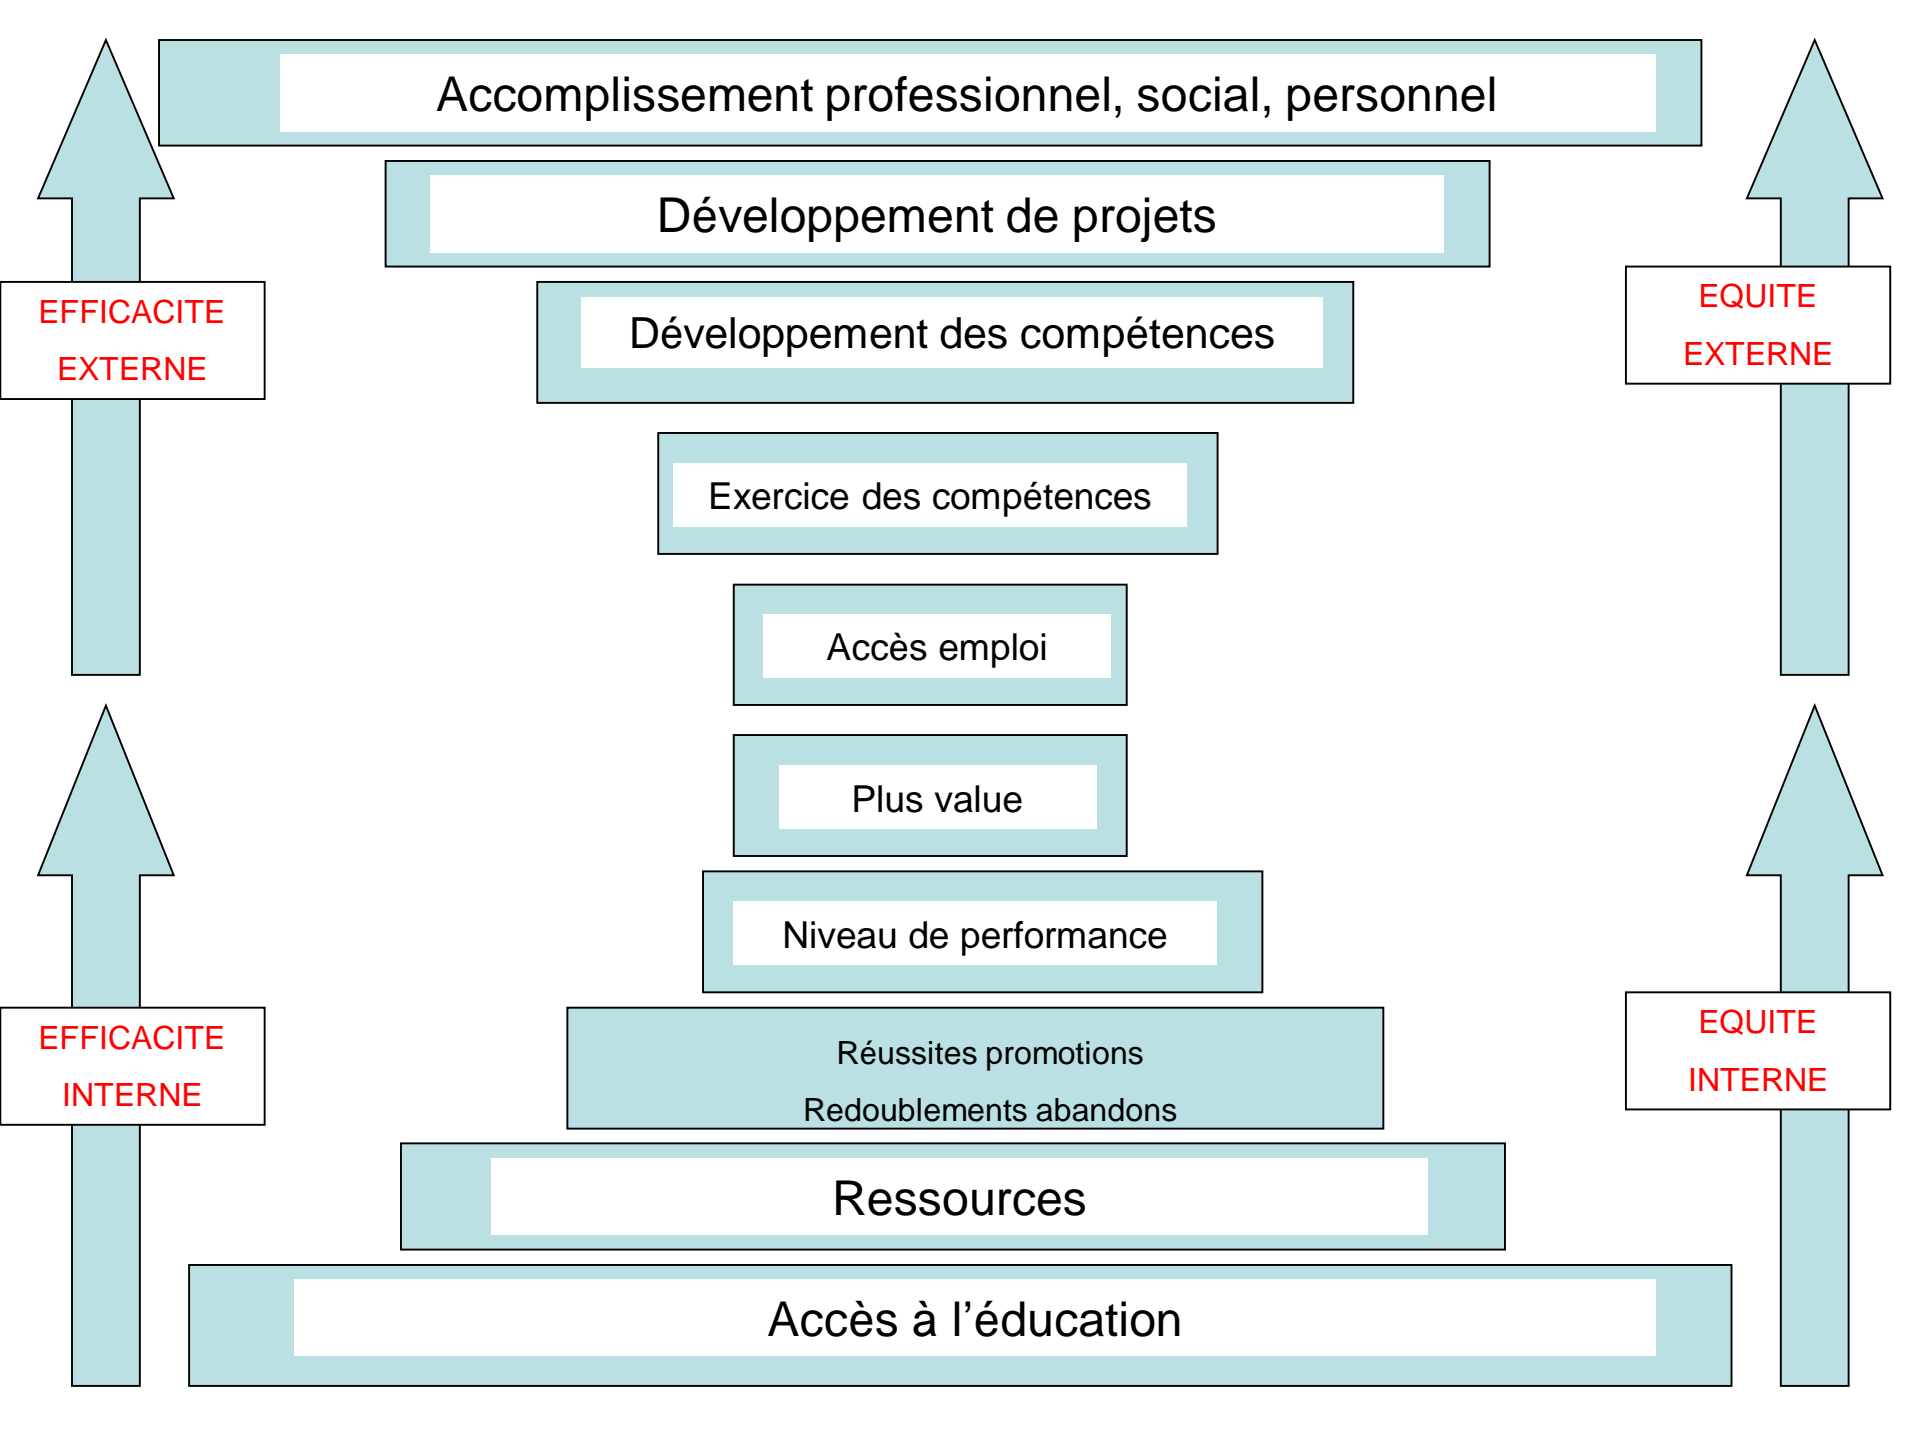 Accomplissement professionnel, social, personnel
Développement de projets
EFFICACITE
EXTERNE
EQUITE
EXTERNE
Développement des compétences
Exercice des compétences
Accès emploi
Plus value
Niveau de performance
EFFICACITE
INTERNE
EQUITE
INTERNE
Réussites promotions
Redoublements abandons
Ressources
Accès à l’éducation